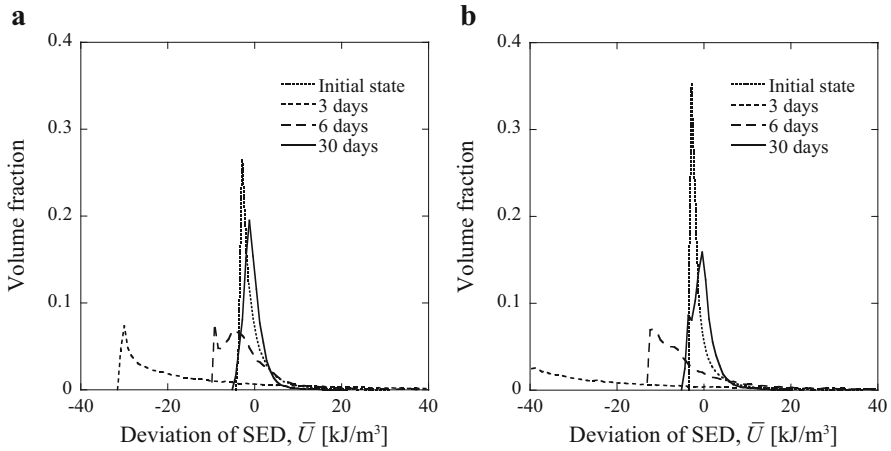 a
0.4
0.3
0.2
0.1
0
-40
-20
0
20
40
Volume fraction
Deviation of SED, U̅ [kJ/m³]
Initial state
3 days
6 days
30 days
b
0.4
0.3
0.2
0.1
0
-40
-20
0
20
40
Volume fraction
Deviation of SED, U̅ [kJ/m³]
Initial state
3 days
6 days
30 days